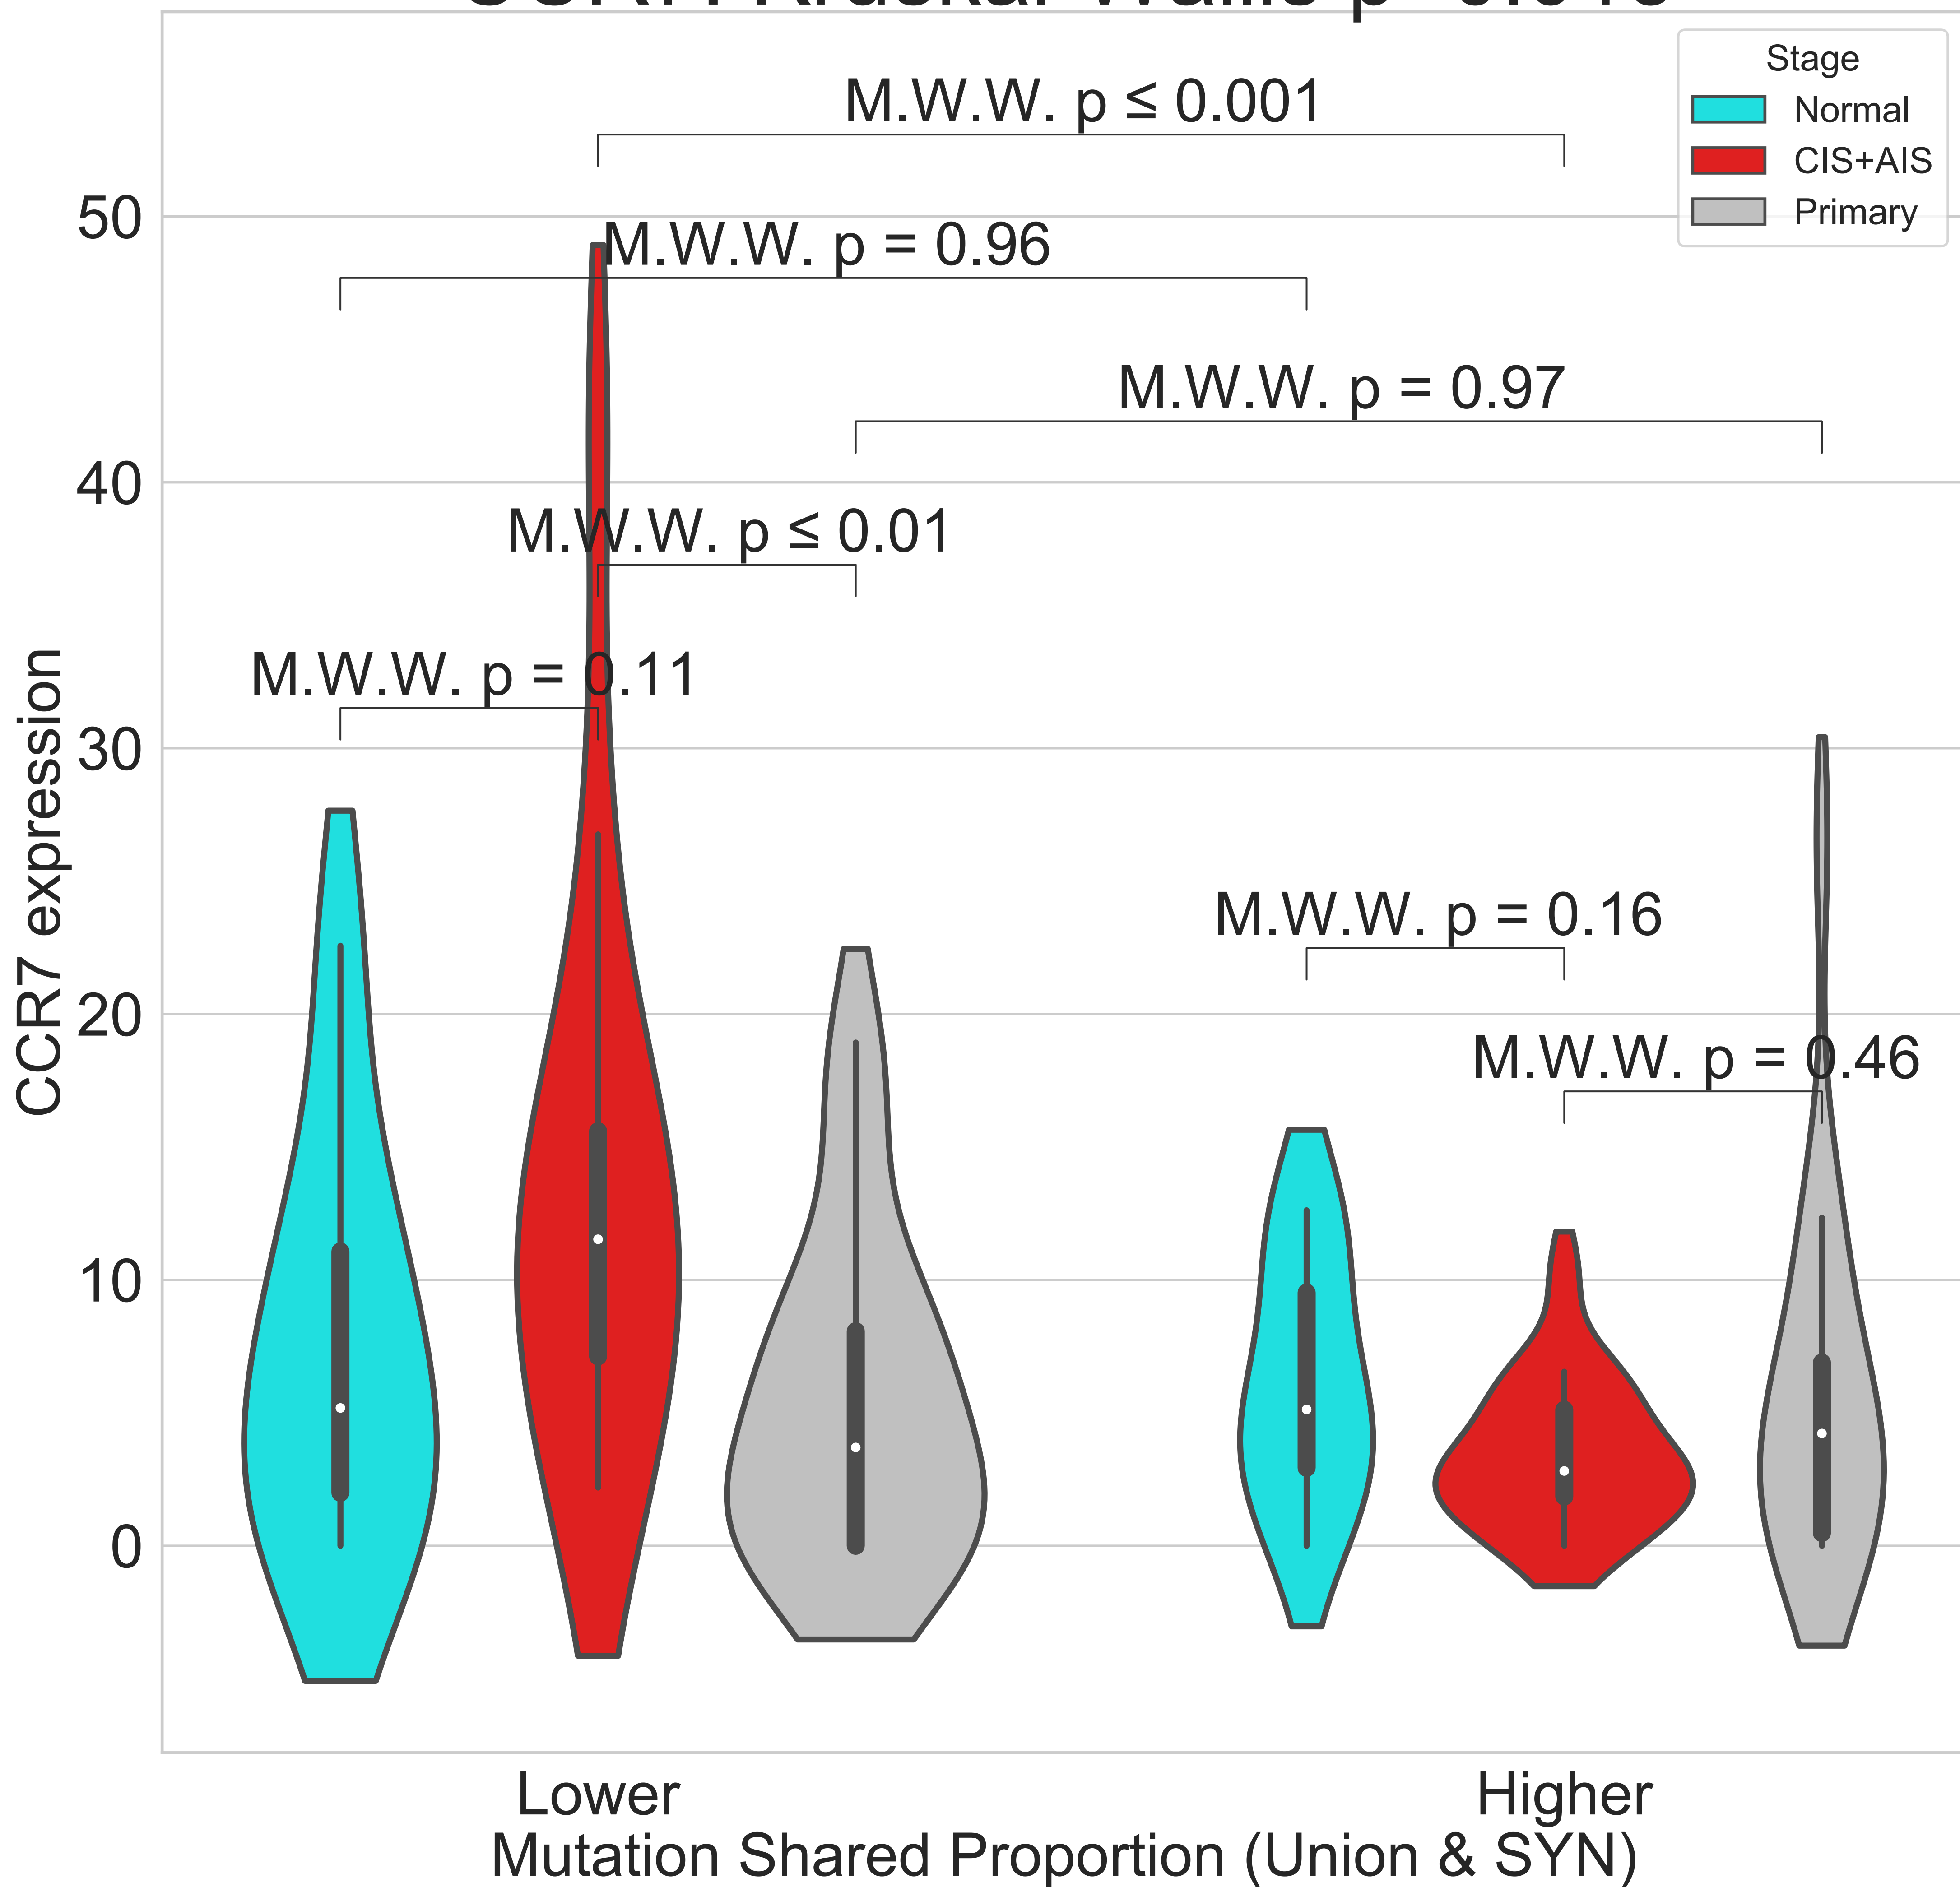 Stage
Normal
CIS+AIS
Primary
M.W.W. p ≤ 0.001
M.W.W. p = 0.96
M.W.W. p = 0.97
M.W.W. p ≤ 0.01
M.W.W. p = 0.11
M.W.W. p = 0.16
M.W.W. p = 0.46
50
40
30
20
10
0
CCR7 expression
Lower
Higher
Mutation Shared Proportion (Union & SYN)